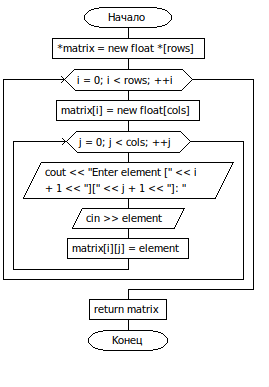 Начало
*matrix = new float *[rows]
i = 0; i < rows; ++i
matrix[i] = new float[cols]
j = 0; j < cols; ++j
cout << "Enter element [" << i
+ 1 << "][" << j + 1 << "]: "
cin >> element
matrix[i][j] = element
return matrix
Конец